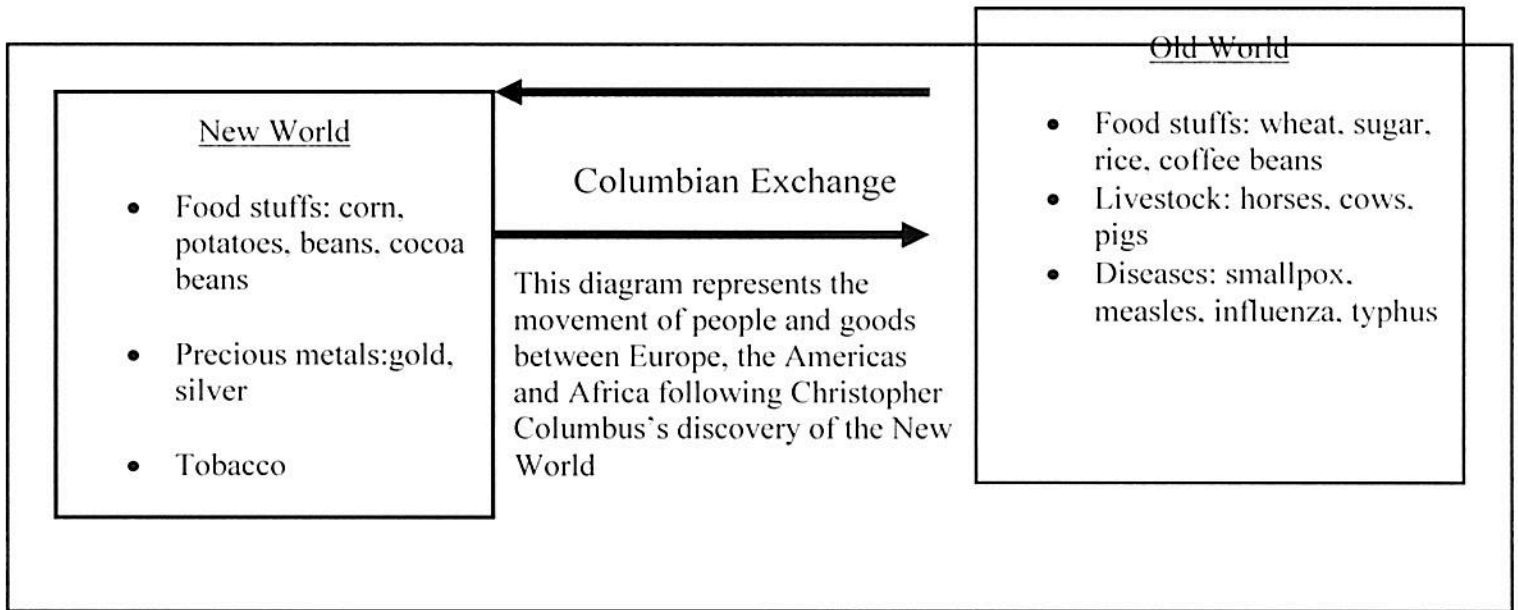 New World
• Food stuffs: corn,
potatoes, beans, cocoa
beans
• Precious metals:gold,
silver
• Tobacco
Columbian Exchange
This diagram represents the
movement of people and goods
between Europe, the Americas
and Africa following Christopher
Columbus's discovery of the New
World
Old World
• Food stuffs: wheat, sugar,
rice, coffee beans
• Livestock: horses, cows,
pigs
• Diseases: smallpox,
measles, influenza, typhus